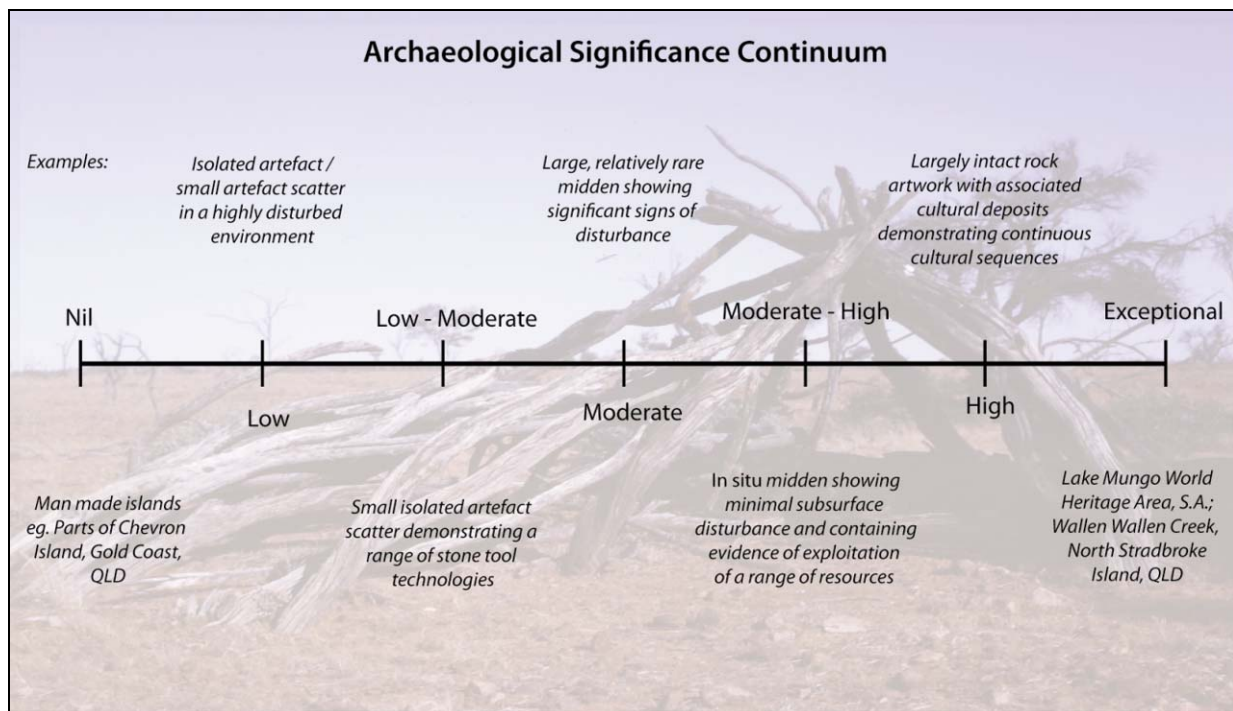 Archaeological Significance Continuum
Examples:
Isolated artefact /
small artefact scatter
in a highly disturbed
environment
Large, relatively rare
midden showing
significant signs of
disturbance
Largely intact rock
artwork with associated
cultural deposits
demonstrating continuous
cultural sequences
Nil
Low - Moderate
Moderate - High
Exceptional
Low
Moderate
High
Man made islands
eg. Parts of Chevron
Island, Gold Coast,
QLD
Small isolated artefact
scatter demonstrating a
range of stone tool
technologies
In situ midden showing
minimal subsurface
disturbance and containing
evidence of exploitation
of a range of resources
Lake Mungo World
Heritage Area, S.A.;
Wallen Wallen Creek,
North Stradbroke
Island, QLD